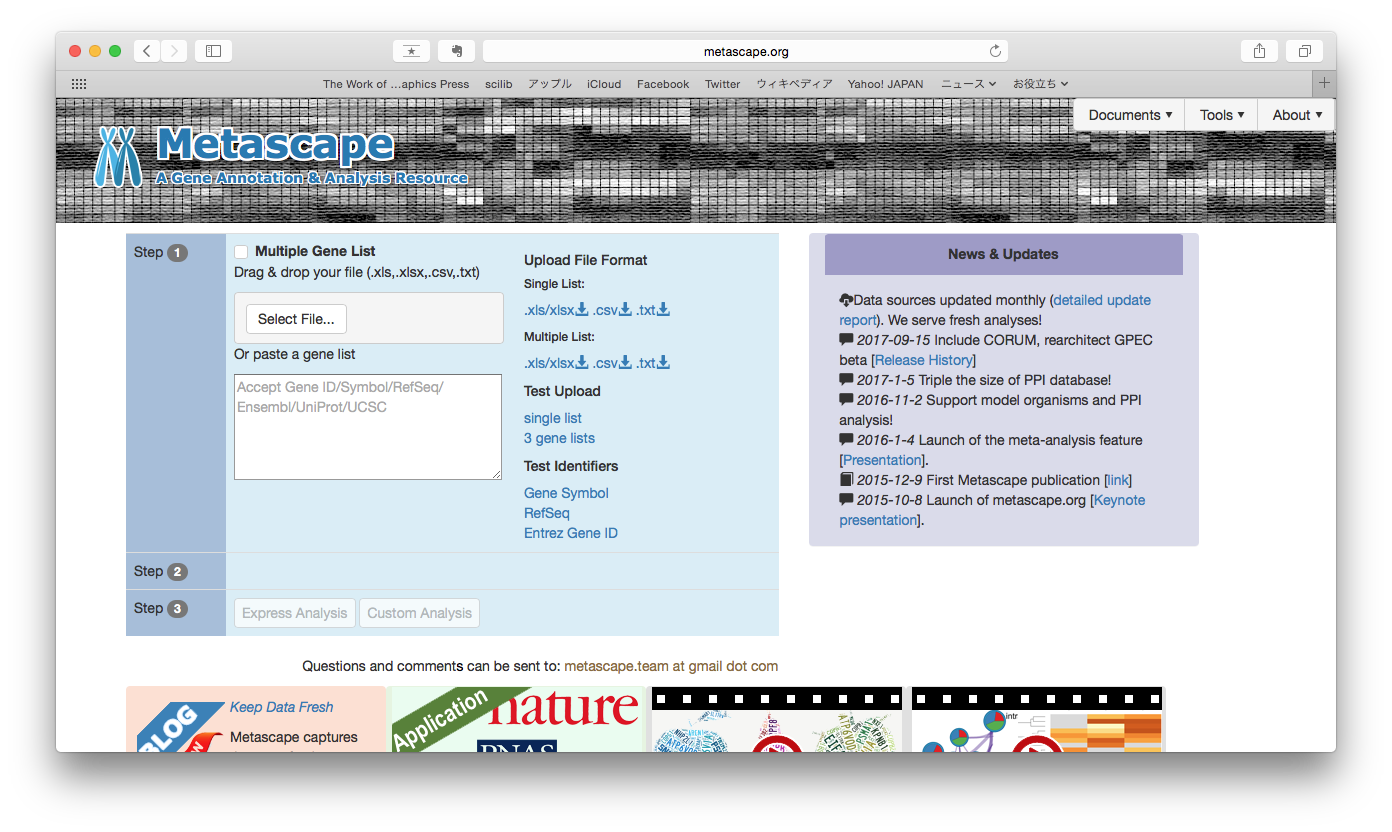 metascape.org
The Work of …aphics Press scilib アップル iCloud Facebook Twitter ウィキペディア Yahoo! JAPAN ニュース お役立ち
Documents Tools About
Metascape
A Gene Annotation & Analysis Resource
Step 1
Multiple Gene List
Drag & drop your file (.xls,.xlsx,.csv,.txt)
Select File...
Or paste a gene list
Accept Gene ID/Symbol/RefSeq/
Ensembl/UniProt/UCSC
Upload File Format
Single List:
.xls/xlsx .csv .txt
Multiple List:
.xls/xlsx .csv .txt
Test Upload
single list
3 gene lists
Test Identifiers
Gene Symbol
RefSeq
Entrez Gene ID
Step 2
Step 3
Express Analysis Custom Analysis
News & Updates
Data sources updated monthly (detailed update
report). We serve fresh analyses!
2017-09-15 Include CORUM, rearchitect GPEC
beta [Release History]
2017-1-5 Triple the size of PPI database!
2016-11-2 Support model organisms and PPI
analysis!
2016-1-4 Launch of the meta-analysis feature
[Presentation].
2015-12-9 First Metascape publication [link]
2015-10-8 Launch of metascape.org [Keynote
presentation].
Questions and comments can be sent to: metascape.team at gmail dot com
BLOG
Keep Data Fresh
Metascape captures
Application
nature
PNAS
intr